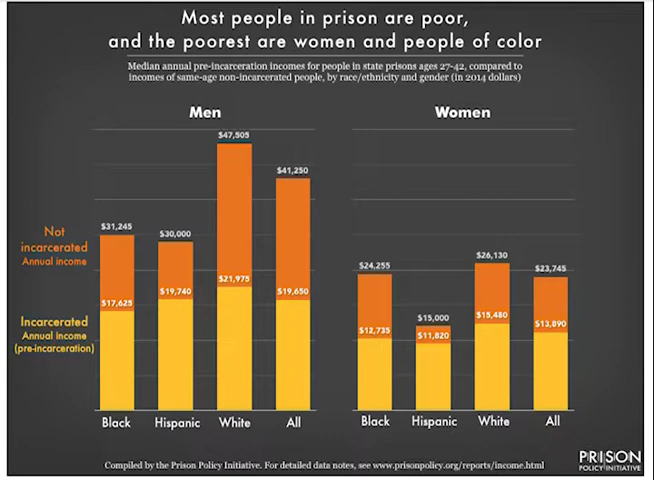 Most people in prison are poor,
and the poorest are women and people of color
Median annual pre-incarceration incomes for people in state prisons ages 27-42, compared to
incomes of same-age non-incarcerated people, by race/ethnicity and gender (in 2014 dollars)
Men
Women
$47,505
$41,250
$31,245
$30,000
$26,130
$24,255
$23,745
Not
incarcerated
Annual income
$21,975
$19,740
$19,650
$17,625
$15,000
$15,480
$12,735
$11,820
$13,890
Incarcerated
Annual Income
(pre-incarceration)
Black
Hispanic
White
All
Black
Hispanic
White
All
Compiled by the Prison Policy Initiative. For detailed data notes, see www.prisonpolicy.org/reports/income.html
PRISON
POLICY INITIATIVE